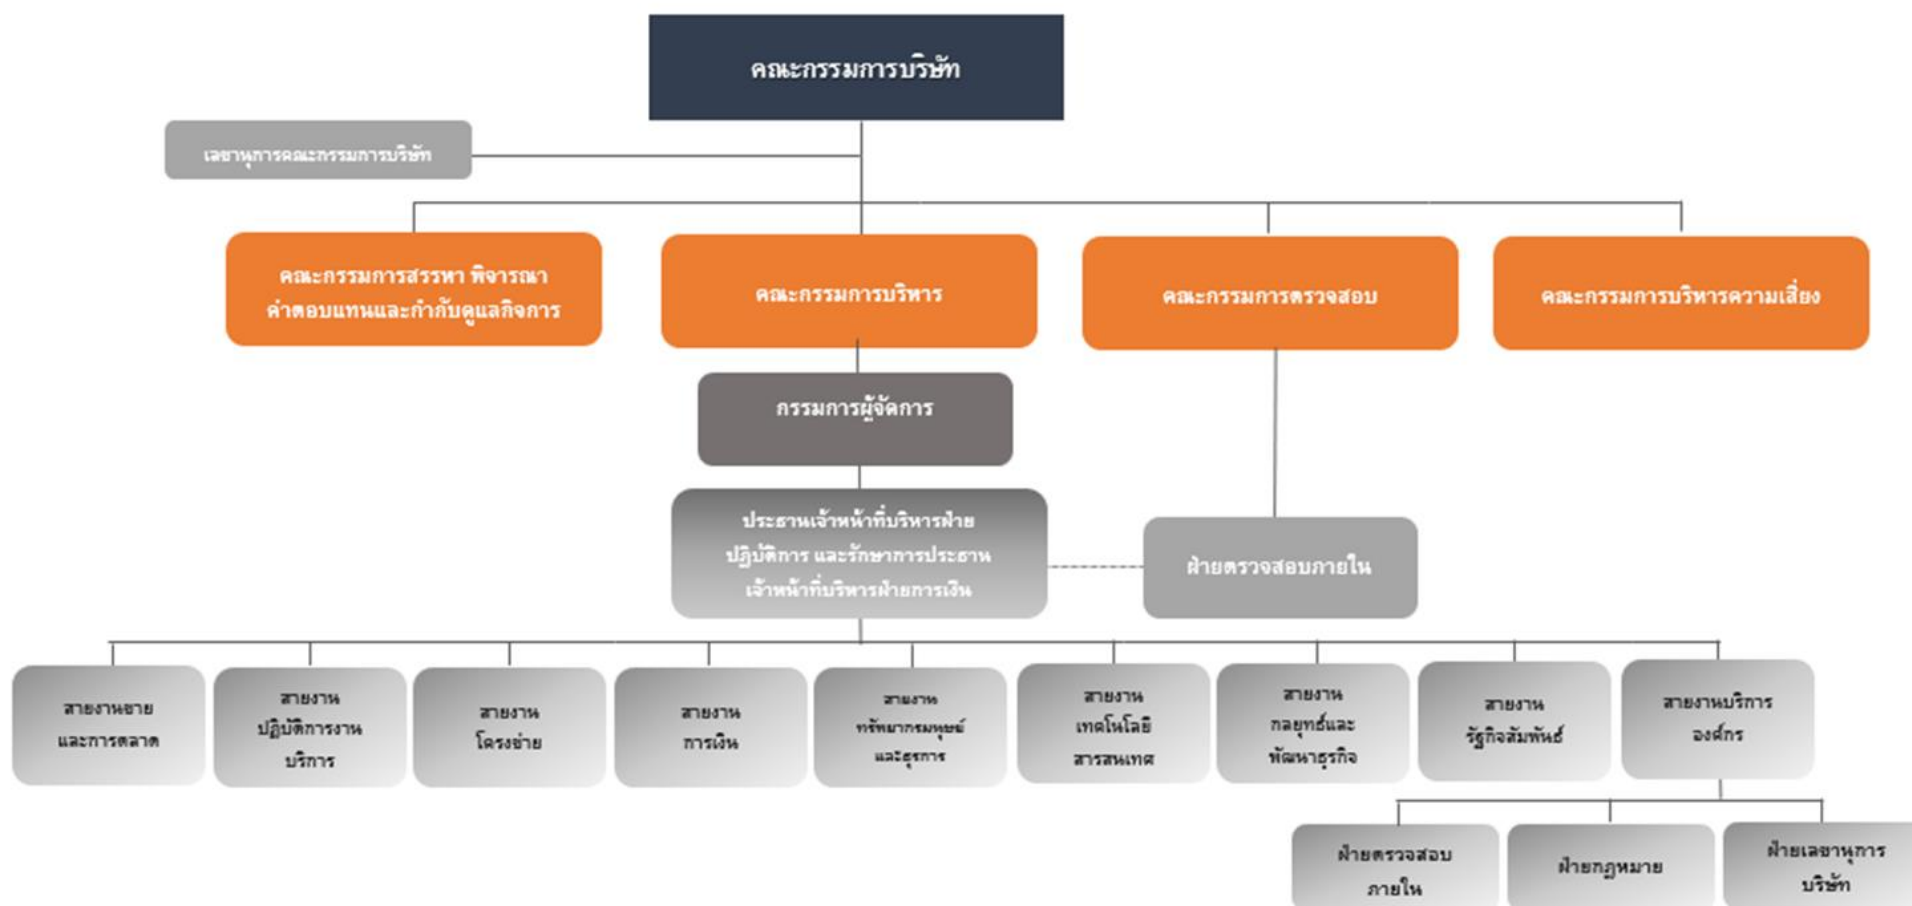 คณะกรรมการบริษัท
เลขานุการคณะกรรมการบริษัท
คณะกรรมการสรรหา พิจารณา
ค่าตอบแทนและกำกับดูแลกิจการ
คณะกรรมการบริหาร
คณะกรรมการตรวจสอบ
คณะกรรมการบริหารความเสี่ยง
กรรมการผู้จัดการ
ประธานเจ้าหน้าที่บริหารฝ่าย
ปฏิบัติการ และรักษาการประธาน
เจ้าหน้าที่บริหารฝ่ายการเงิน
ฝ่ายตรวจสอบภายใน
สายงานขาย
และการตลาด
สายงาน
ปฏิบัติการงาน
บริการ
สายงาน
โครงข่าย
สายงาน
การเงิน
สายงาน
ทรัพยากรมนุษย์
และธุรการ
สายงาน
เทคโนโลยี
สารสนเทศ
สายงาน
กลยุทธ์และ
พัฒนาธุรกิจ
สายงาน
รัฐกิจสัมพันธ์
สายงานบริการ
องค์กร
ฝ่ายตรวจสอบ
ภายใน
ฝ่ายกฎหมาย
ฝ่ายเลขานุการ
บริษัท